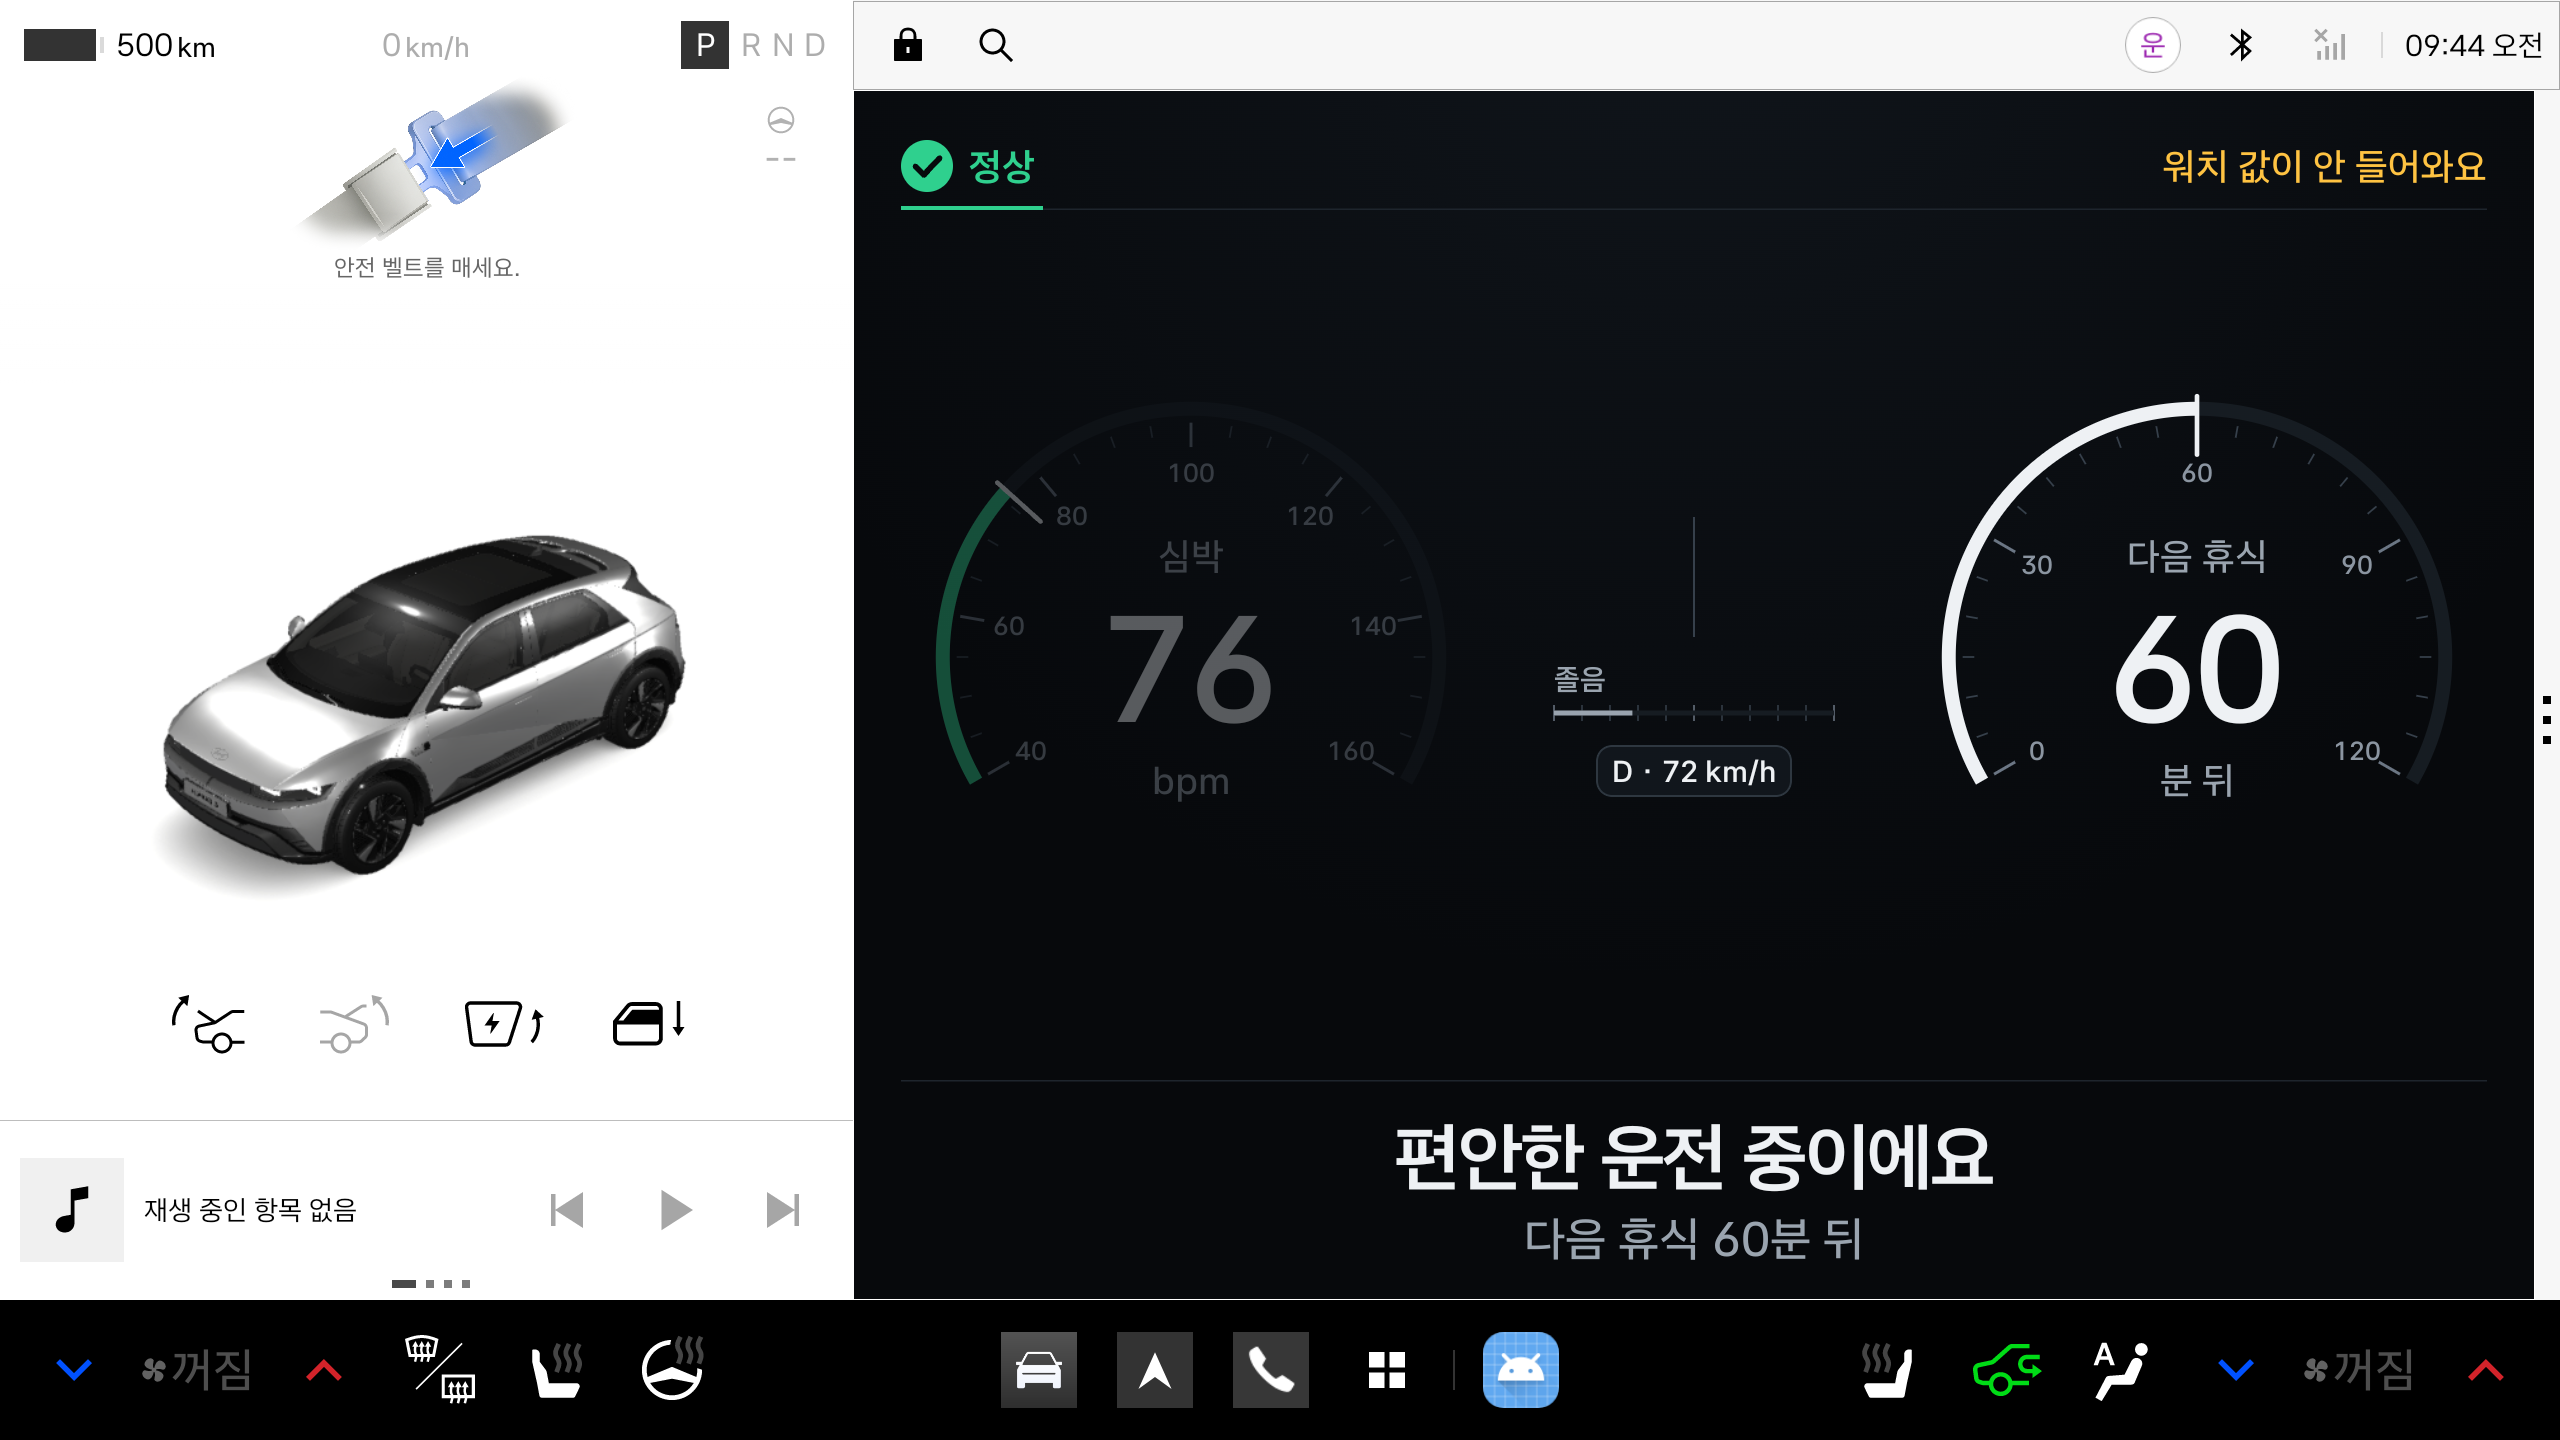 500 km
0 km/h
P R N D
운
09:44 오전
--
안전 벨트를 매세요.
정상
워치 값이 안 들어와요
100
80
120
심박
60
76
140
40
160
bpm
졸음
D · 72 km/h
60
30
다음 휴식
90
60
0
120
분 뒤
편안한 운전 중이에요
다음 휴식 60분 뒤
재생 중인 항목 없음
꺼짐
A
꺼짐